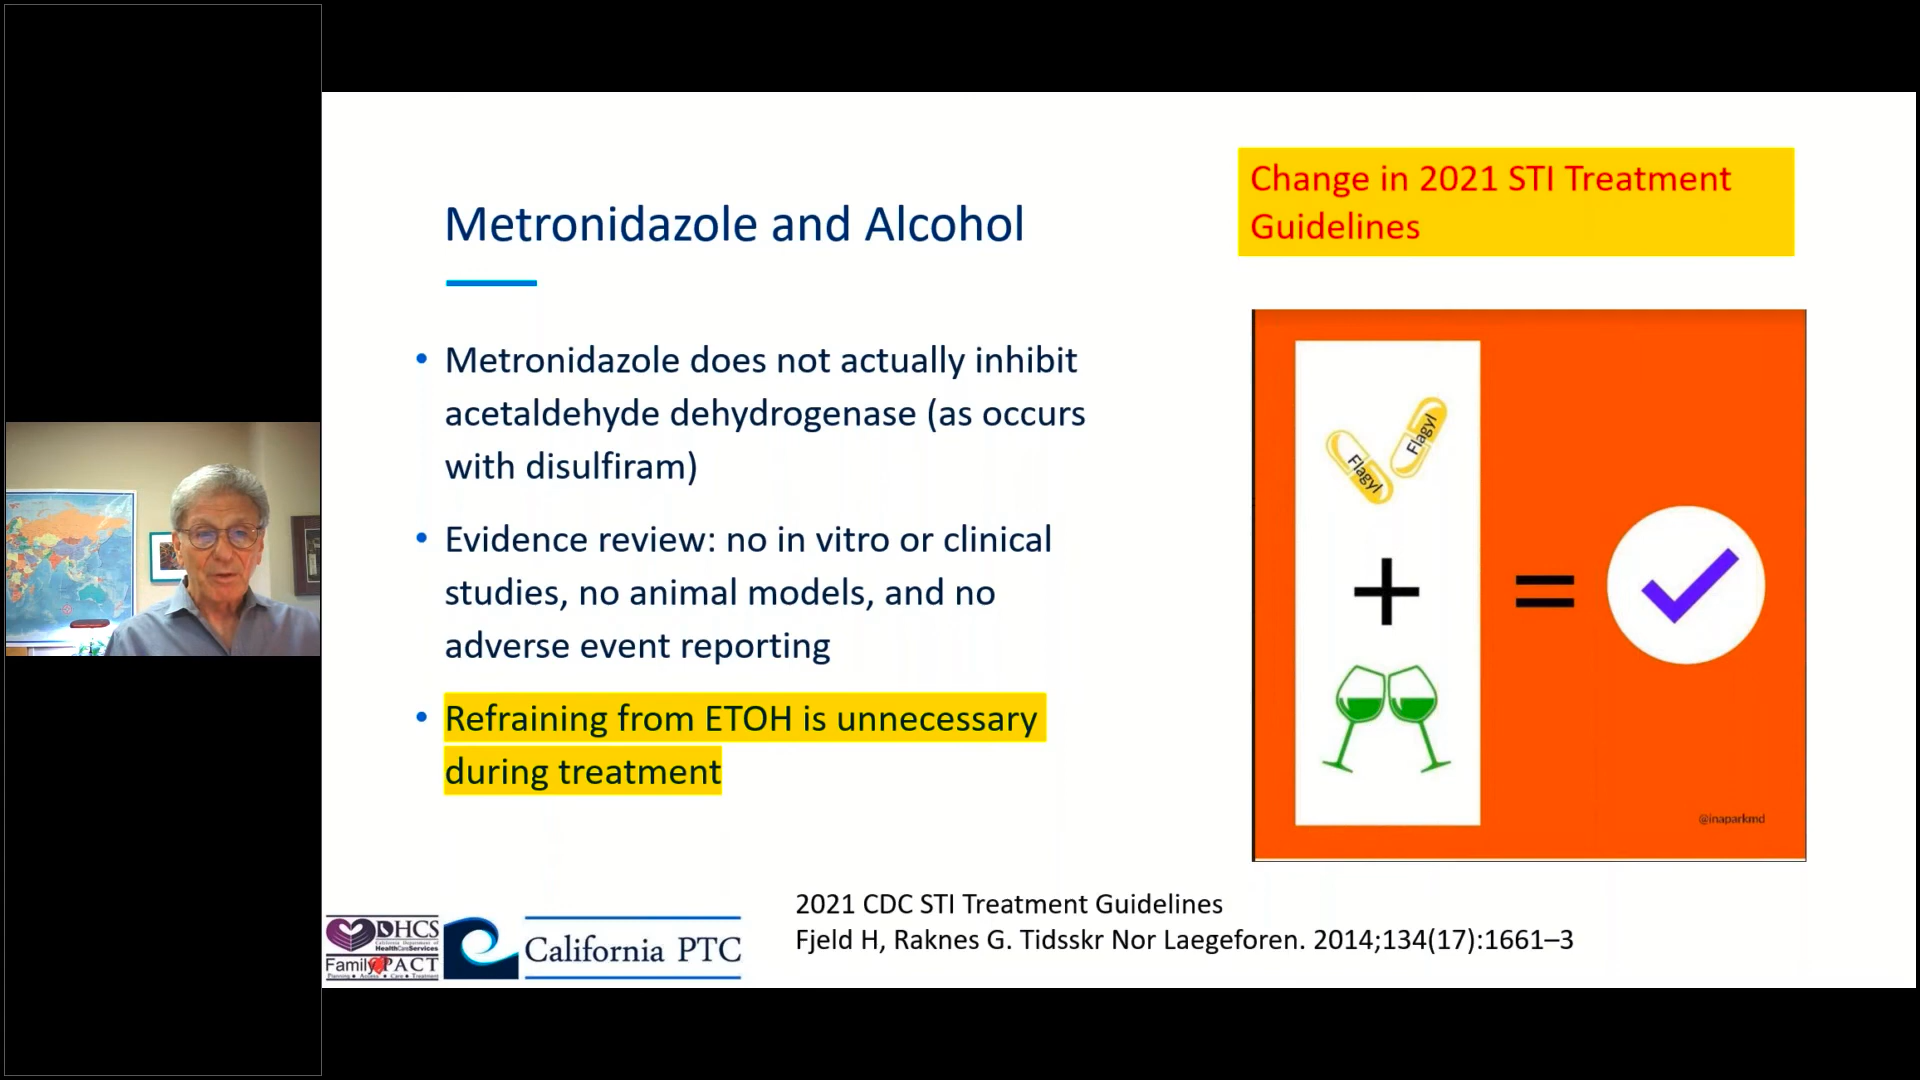 Change in 2021 STI Treatment
Guidelines
Metronidazole and Alcohol
• Metronidazole does not actually inhibit
acetaldehyde dehydrogenase (as occurs
with disulfiram)
• Evidence review: no in vitro or clinical
studies, no animal models, and no
adverse event reporting
• Refraining from ETOH is unnecessary
during treatment
Flagyl
Flagyl
+
=
@inaparkmd
2021 CDC STI Treatment Guidelines
Fjeld H, Raknes G. Tidsskr Nor Laegeforen. 2014;134(17):1661–3
DHCS
HealthCareServices
Family PACT
California PTC